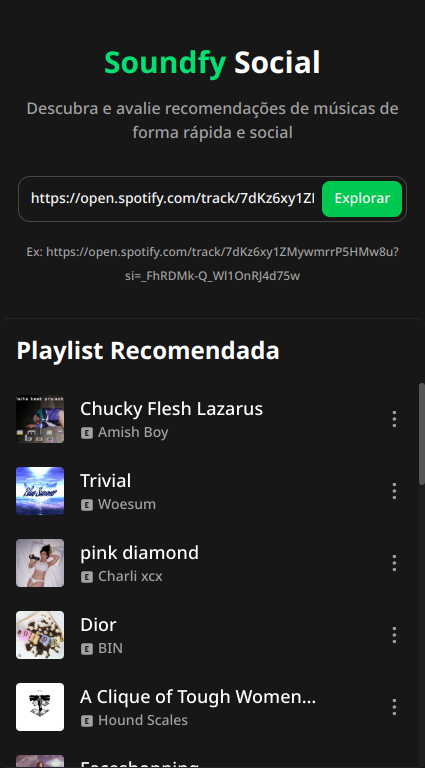 Soundfy Social
Descubra e avalie recomendações de músicas de
forma rápida e social
https://open.spotify.com/track/7dKz6xy1Zl
Explorar
Ex: https://open.spotify.com/track/7dKz6xy1ZMywmrrP5HMw8u?
si=_FhRDMk-Q_Wl1OnRJ4d75w
Playlist Recomendada
Chucky Flesh Lazarus
E Amish Boy
Trivial
E Woesum
pink diamond
E Charli xcx
Dior
E BIN
A Clique of Tough Women...
E Hound Scales
Faceshopping